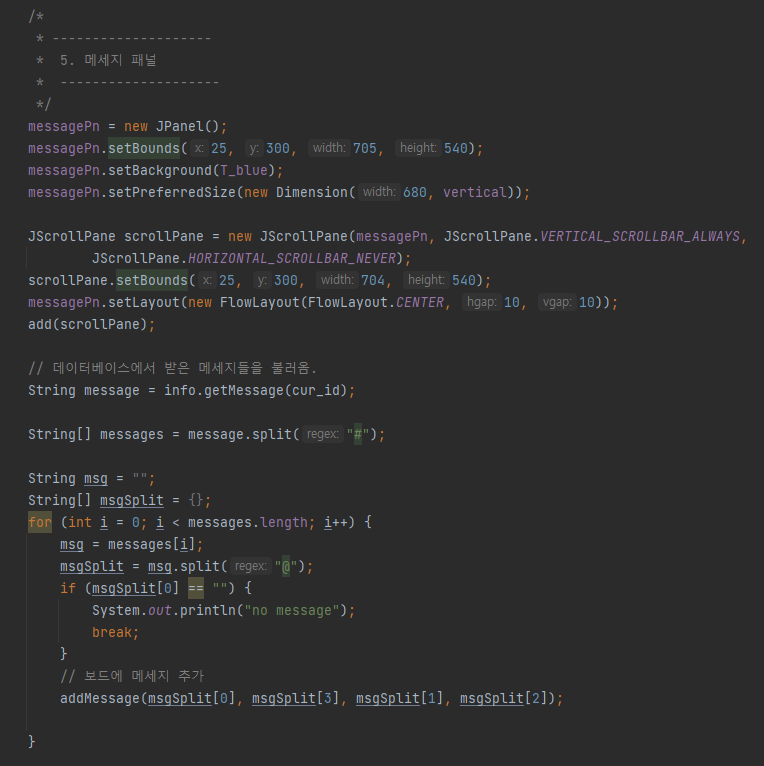 /*
 * --------------------
 *  5. 메세지 패널
 *  --------------------
 */
messagePn = new JPanel();
messagePn.setBounds( x: 25,  y: 300,  width: 705,  height: 540);
messagePn.setBackground(T_blue);
messagePn.setPreferredSize(new Dimension( width: 680, vertical));
JScrollPane scrollPane = new JScrollPane(messagePn, JScrollPane.VERTICAL_SCROLLBAR_ALWAYS,
        JScrollPane.HORIZONTAL_SCROLLBAR_NEVER);
scrollPane.setBounds( x: 25,  y: 300,  width: 704,  height: 540);
messagePn.setLayout(new FlowLayout(FlowLayout.CENTER,  hgap: 10,  vgap: 10));
add(scrollPane);
// 데이터베이스에서 받은 메세지들을 불러옴.
String message = info.getMessage(cur_id);
String[] messages = message.split( regex: "#");
String msg = "";
String[] msgSplit = {};
for (int i = 0; i < messages.length; i++) {
    msg = messages[i];
    msgSplit = msg.split( regex: "@");
    if (msgSplit[0] == "") {
        System.out.println("no message");
        break;
    }
    // 보드에 메세지 추가
    addMessage(msgSplit[0], msgSplit[3], msgSplit[1], msgSplit[2]);
}